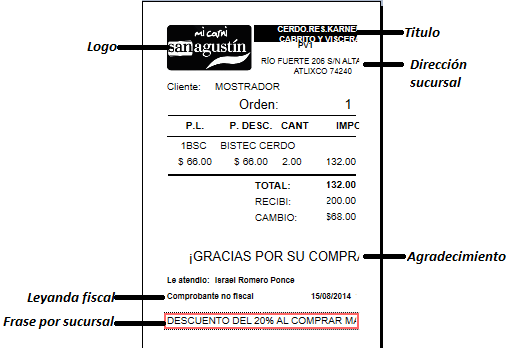 mi carni
san agustín
CERDO.RES.KARNE
CABRITO Y VISCERA
PV1
RÍO FUERTE 206 S/N ALTA
ATLIXCO 74240
Logo
Titulo
Dirección
sucursal
Cliente: MOSTRADOR
Orden: 1
P.L. P. DESC. CANT IMPO
1BSC BISTEC CERDO
$ 66.00 $ 66.00 2.00 132.00
TOTAL: 132.00
RECIBI: 200.00
CAMBIO: $68.00
¡GRACIAS POR SU COMPRA
Agradecimiento
Le atendio: Israel Romero Ponce
Leyanda fiscal
Comprobante no fiscal 15/08/2014
Frase por sucursal
DESCUENTO DEL 20% AL COMPRAR MA